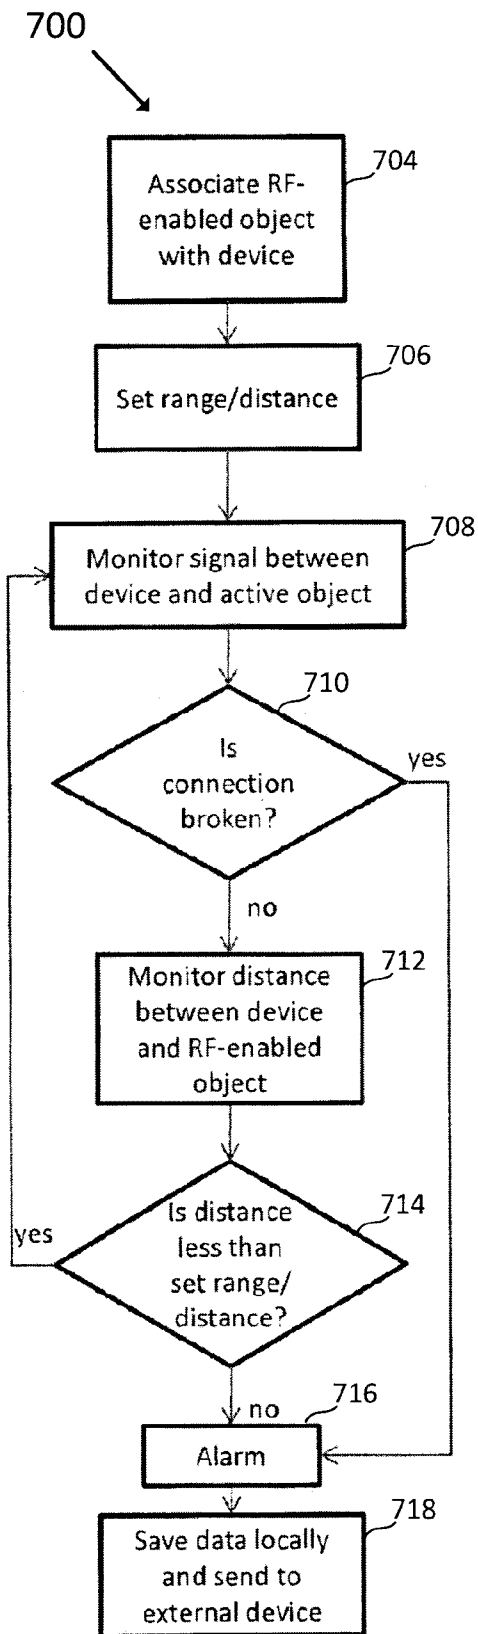 700
704
Associate RF-
enabled object
with device
706
Set range/distance
708
Monitor signal between
device and active object
710
Is
connection
broken?
yes
no
712
Monitor distance
between device
and RF-enabled
object
714
Is distance
less than
set range/
distance?
yes
no
716
Alarm
718
Save data locally
and send to
external device